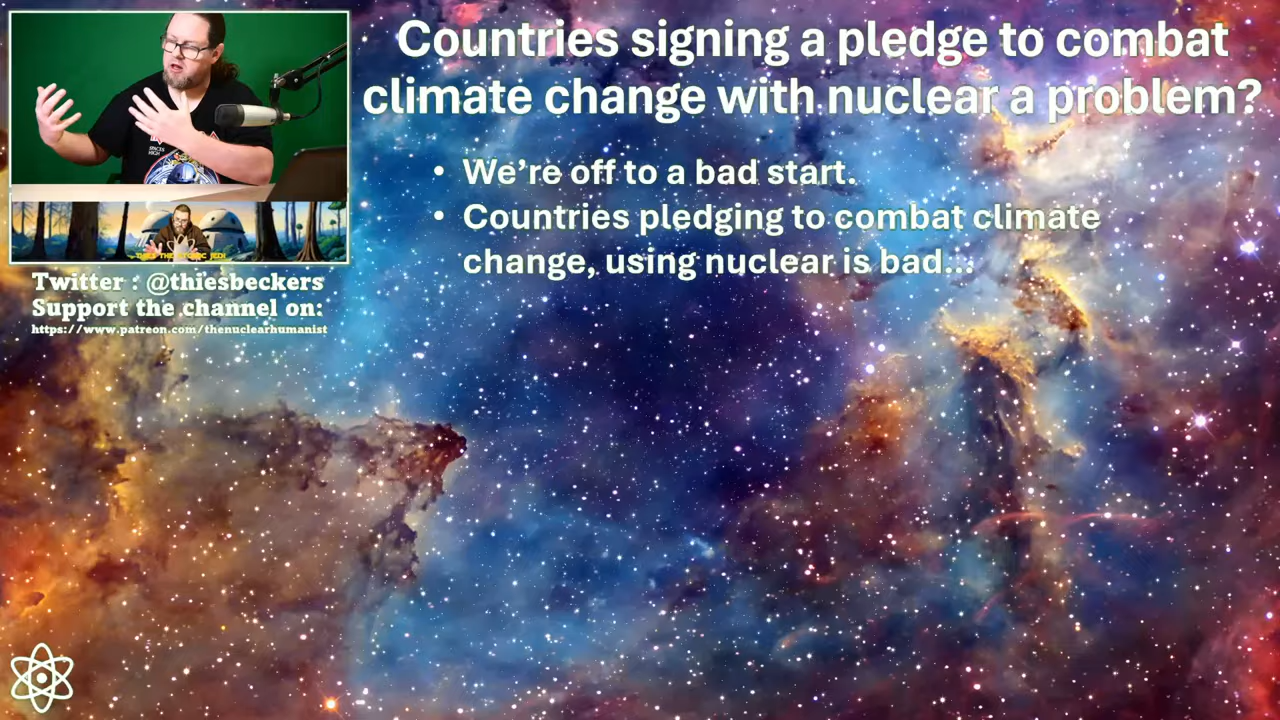 Countries signing a pledge to combat
climate change with nuclear a problem?
• We’re off to a bad start.
• Countries pledging to combat climate
change, using nuclear is bad...
Twitter : @thiesbeckers
Support the channel on:
https://www.patreon.com/thenuclearhumanist